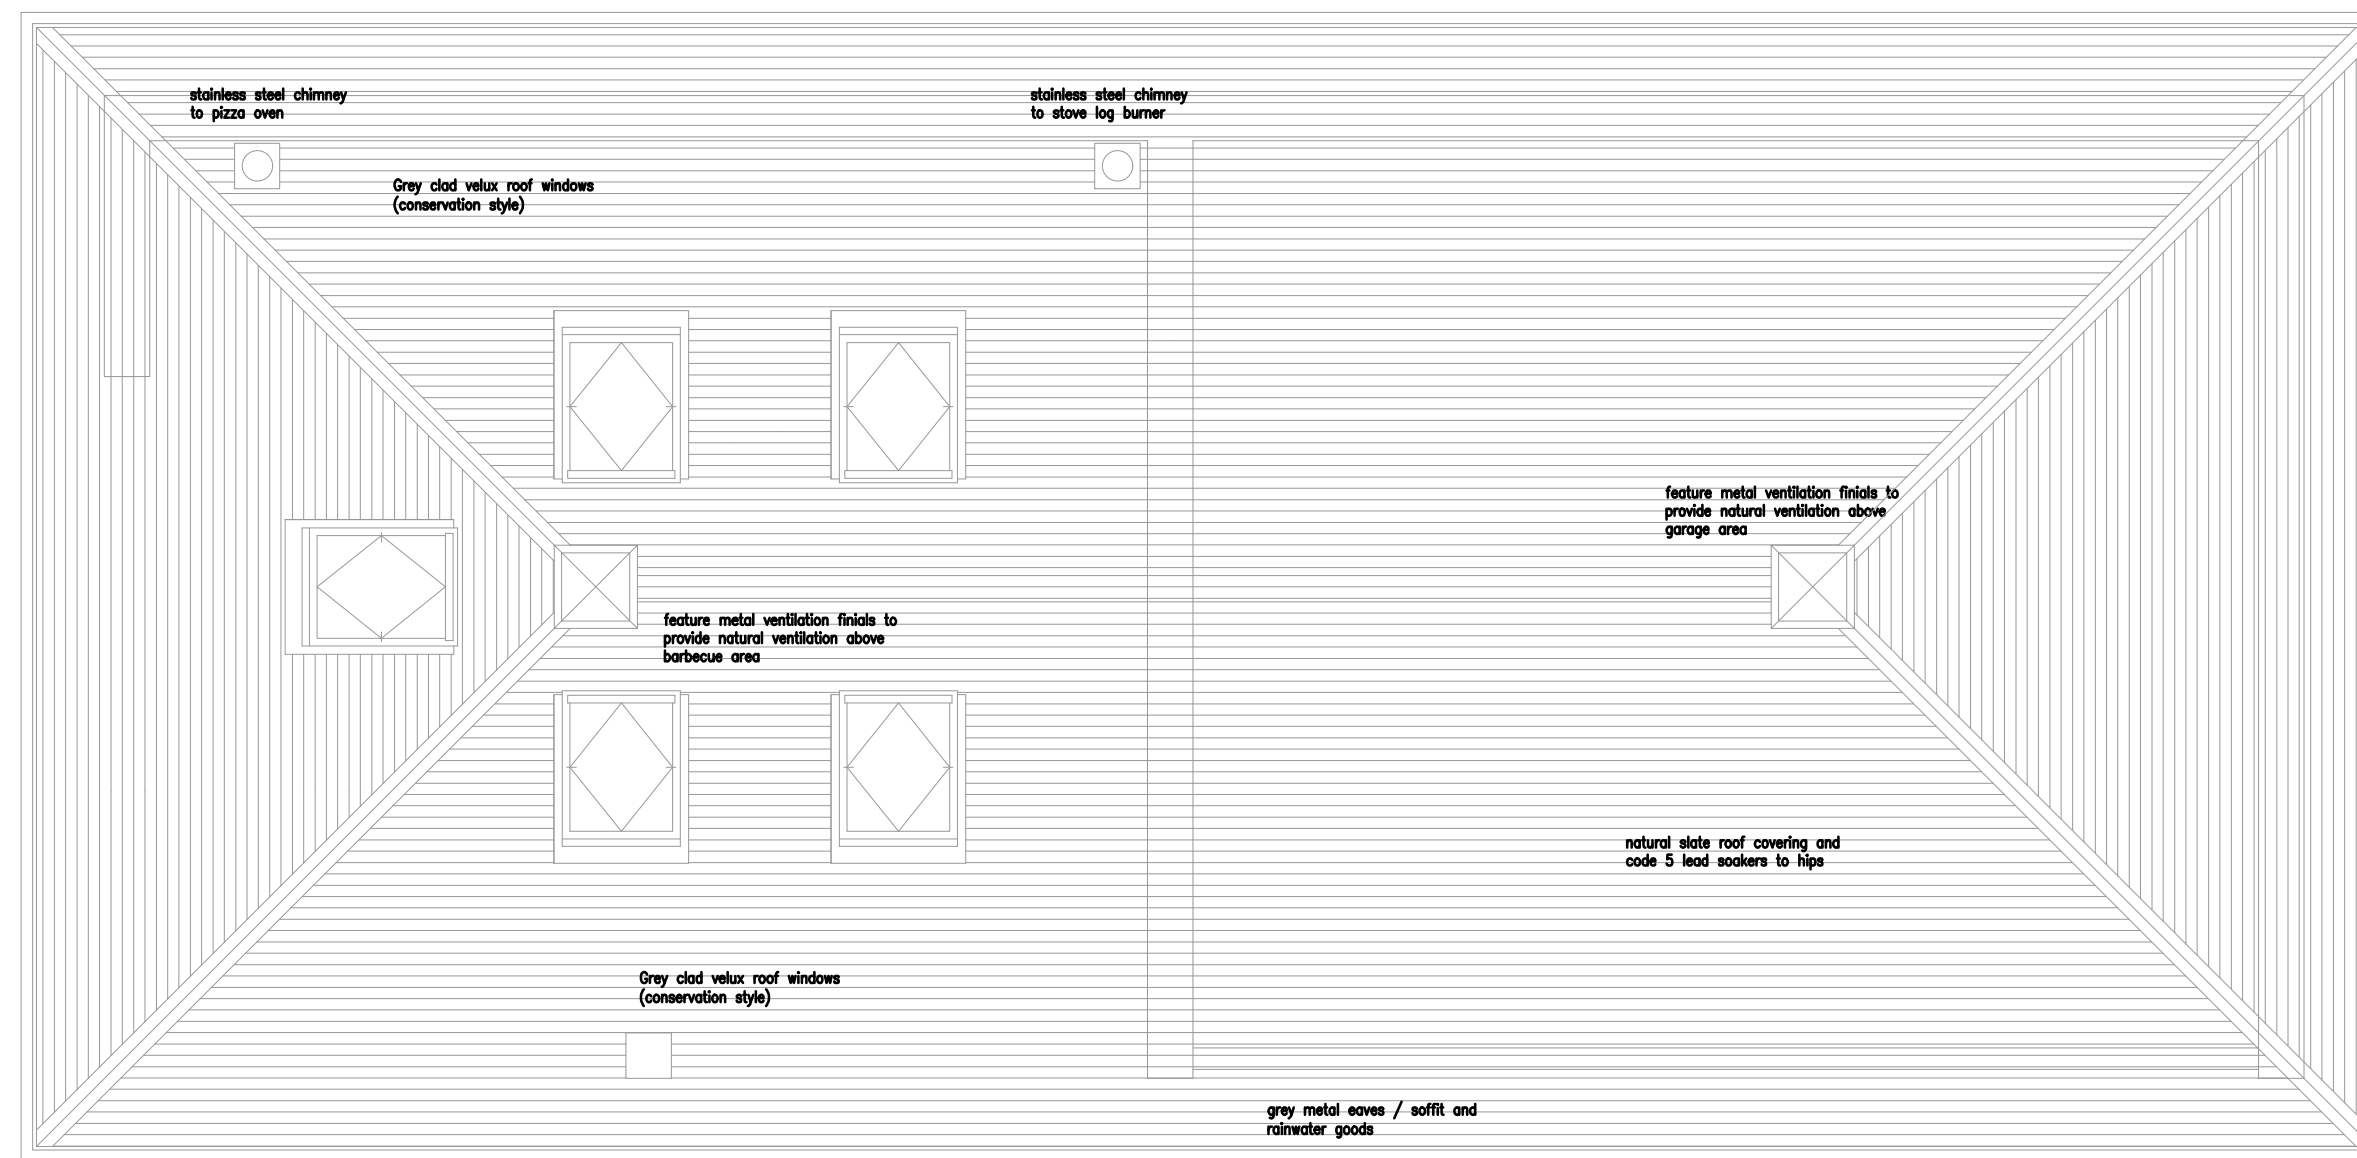 stainless steel chimney
to pizza oven
stainless steel chimney
to stove log burner
Grey clad velux roof windows
(conservation style)
feature metal ventilation finials to
provide natural ventilation above
garage area
feature metal ventilation finials to
provide natural ventilation above
barbecue area
natural slate roof covering and
code 5 lead soakers to hips
Grey clad velux roof windows
(conservation style)
grey metal eaves / soffit and
rainwater goods